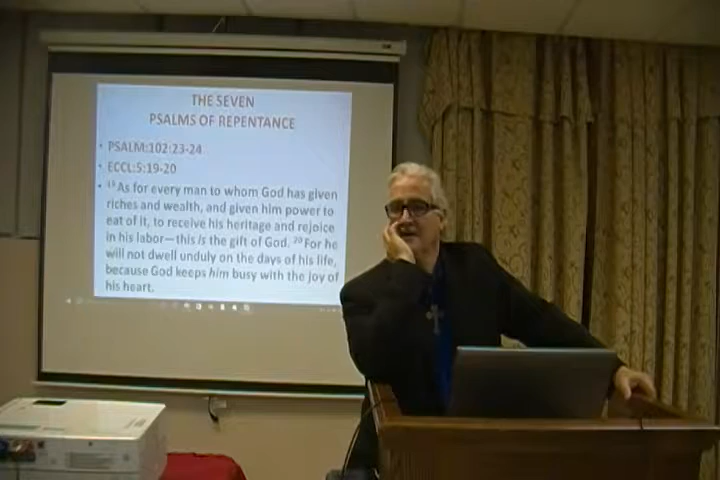 THE SEVEN
PSALMS OF REPENTANCE
• PSALM:102:23-24
• ECCL:5:19-20
• ¹⁹ As for every man to whom God has given
riches and wealth, and given him power to
eat of it, to receive his heritage and rejoice
in his labor—this is the gift of God. ²⁰ For he
will not dwell unduly on the days of his life,
because God keeps him busy with the joy of
his heart.